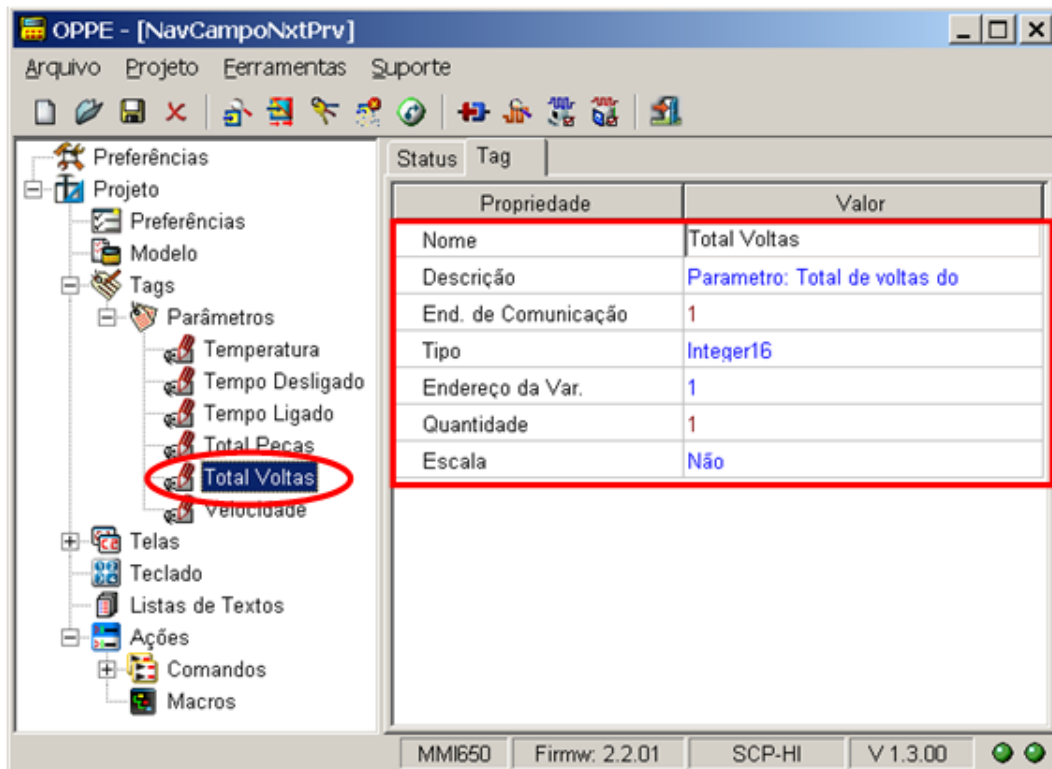 OPPE - [NavCampoNxtPrv]
Arquivo Projeto Ferramentas Suporte
Preferências
Projeto
Preferências
Modelo
Tags
Parâmetros
Temperatura
Tempo Desligado
Tempo Ligado
Total Peças
Total Voltas
Velocidade
Telas
Teclado
Listas de Textos
Ações
Comandos
Macros
Status Tag
Propriedade Valor
Nome Total Voltas
Descrição Parametro: Total de voltas do
End. de Comunicação 1
Tipo Integer16
Endereço da Var. 1
Quantidade 1
Escala Não
MMI650 Firmw: 2.2.01 SCP-HI V 1.3.00